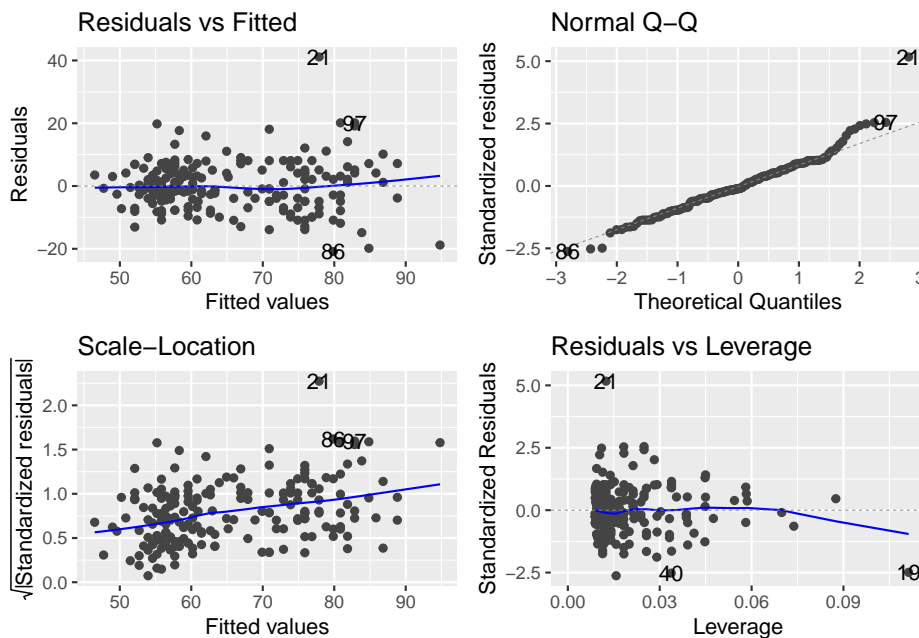 Residuals vs Fitted
Residuals
40
20
0
−20
21
97
86
50 60 70 80 90
Fitted values
Normal Q−Q
Standardized residuals
5.0
2.5
0.0
−2.5
21
97
86
−3 −2 −1 0 1 2 3
Theoretical Quantiles
Scale−Location
√|Standardized residuals|
2.0
1.5
1.0
0.5
0.0
21
86 97
50 60 70 80 90
Fitted values
Residuals vs Leverage
Standardized Residuals
5.0
2.5
0.0
−2.5
21
40
19
0.00 0.03 0.06 0.09
Leverage